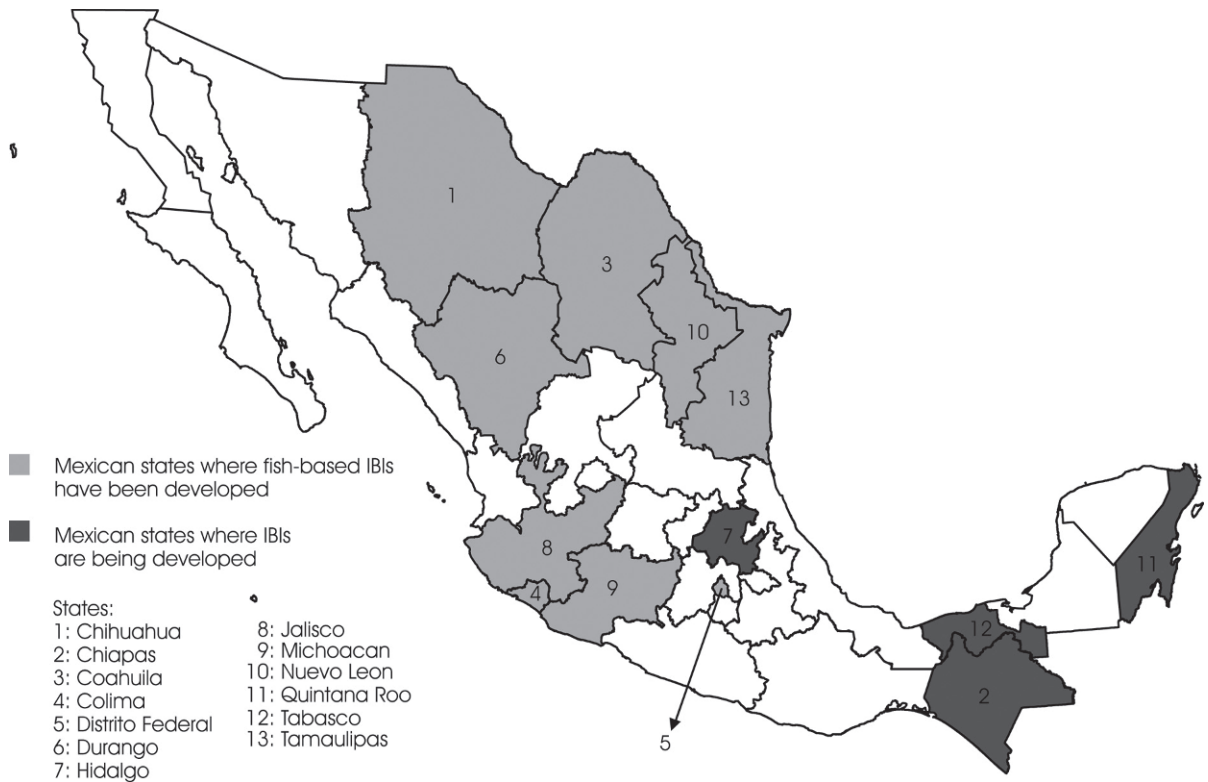 1
3
10
6
13
8
7
11
4
9
12
2
5
Mexican states where fish-based IBIs
have been developed
Mexican states where IBIs
are being developed
States:
1: Chihuahua
2: Chiapas
3: Coahuila
4: Colima
5: Distrito Federal
6: Durango
7: Hidalgo
8: Jalisco
9: Michoacan
10: Nuevo Leon
11: Quintana Roo
12: Tabasco
13: Tamaulipas